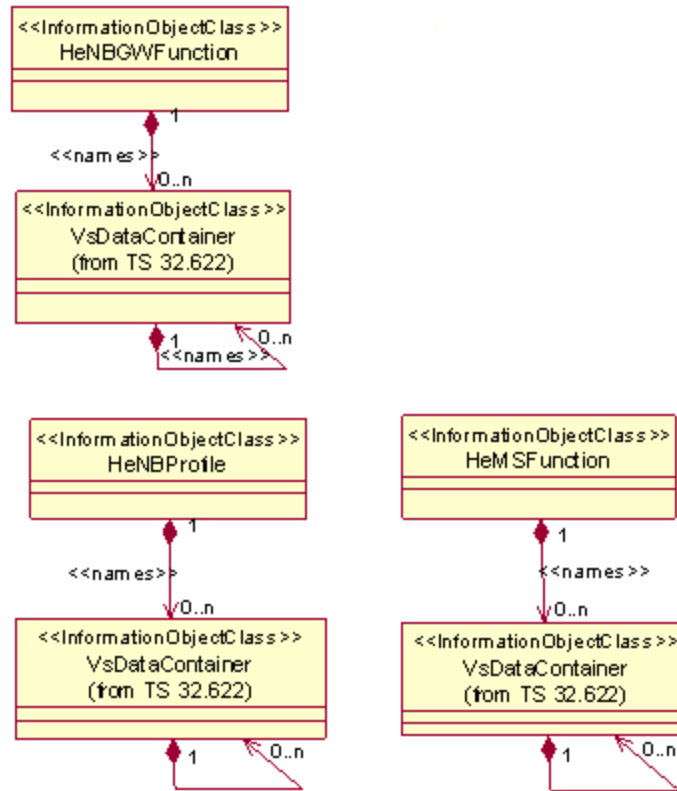 <<InformationObjectClass>>
HeNBGWFunction
1
<<names>>
0..n
<<InformationObjectClass>>
VsDataContainer
(from TS 32.622)
1
0..n
<<names>>
<<InformationObjectClass>>
HeNBProfile
1
<<names>>
0..n
<<InformationObjectClass>>
VsDataContainer
(from TS 32.622)
1
0..n
<<InformationObjectClass>>
HeMSFunction
1
<<names>>
0..n
<<InformationObjectClass>>
VsDataContainer
(from TS 32.622)
1
0..n